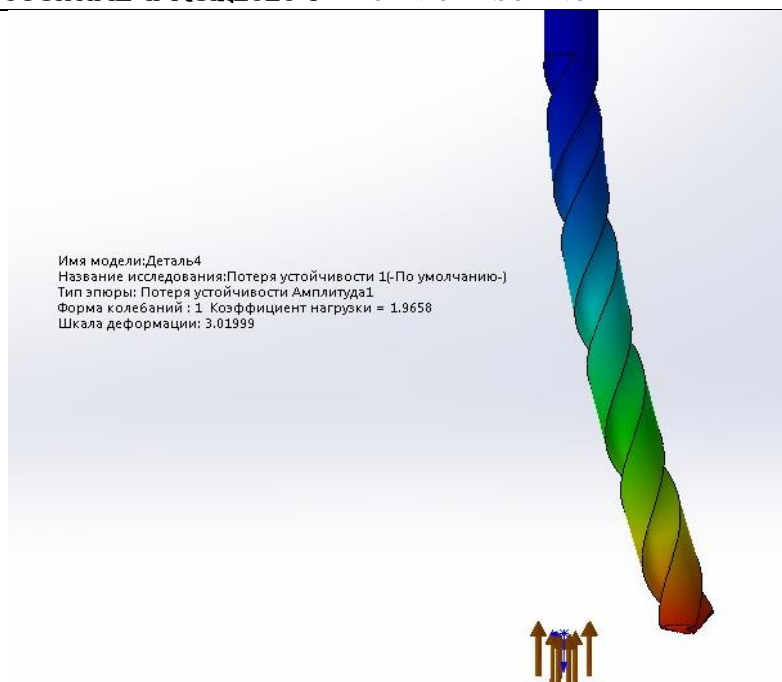 Имя модели:Деталь4
Название исследования:Потеря устойчивости 1(-По умолчанию-)
Тип эпюры: Потеря устойчивости Амплитуда1
Форма колебаний : 1 Коэффициент нагрузки = 1.9658
Шкала деформации: 3.01999